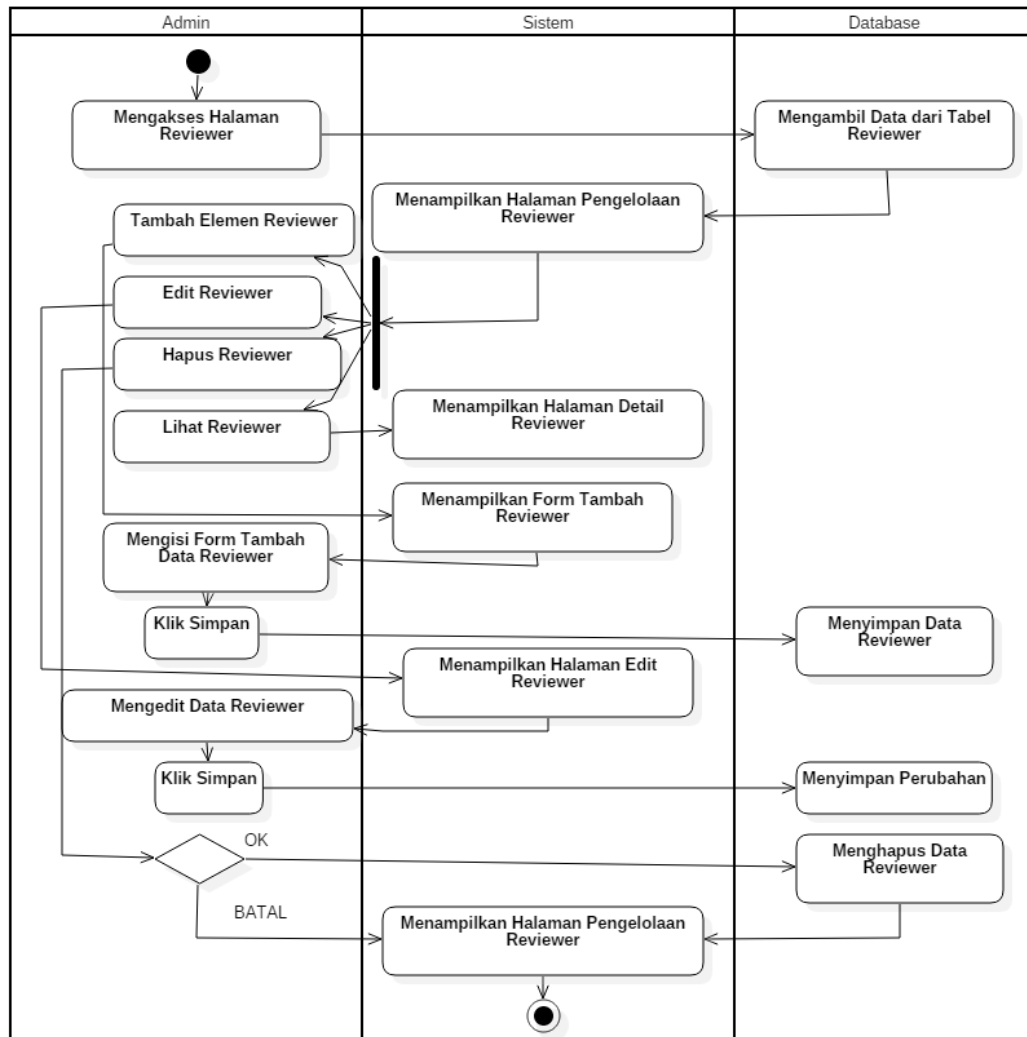 Admin
Sistem
Database
Mengakses Halaman
Reviewer
Mengambil Data dari Tabel
Reviewer
Menampilkan Halaman Pengelolaan
Reviewer
Tambah Elemen Reviewer
Edit Reviewer
Hapus Reviewer
Lihat Reviewer
Menampilkan Halaman Detail
Reviewer
Menampilkan Form Tambah
Reviewer
Mengisi Form Tambah
Data Reviewer
Klik Simpan
Menyimpan Data
Reviewer
Menampilkan Halaman Edit
Reviewer
Mengedit Data Reviewer
Klik Simpan
Menyimpan Perubahan
OK
Menghapus Data
Reviewer
BATAL
Menampilkan Halaman Pengelolaan
Reviewer